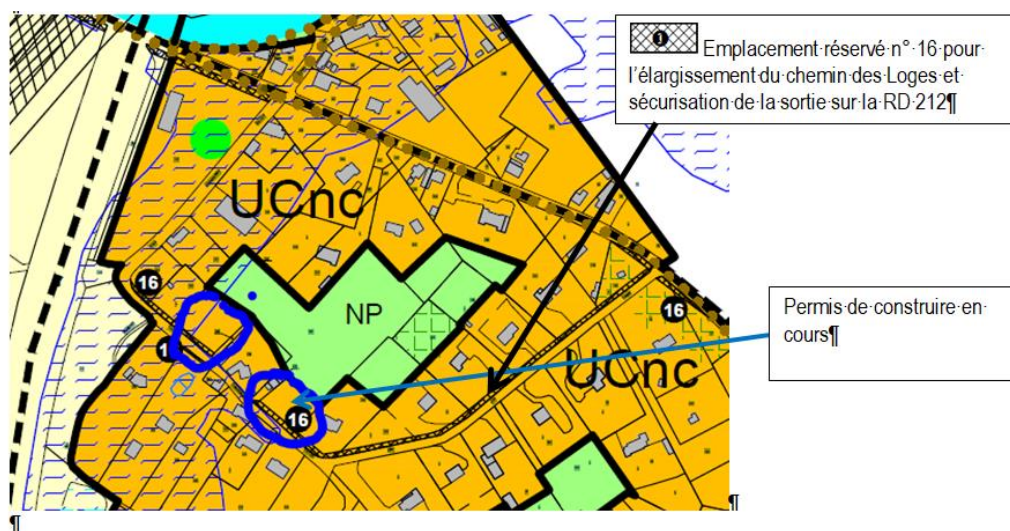 ❶ Emplacement réservé n° 16 pour
l'élargissement du chemin des Loges et
sécurisation de la sortie sur la RD 212¶
UCnc
16
NP
16
Permis de construire en
cours¶
UCnc
16
¶
¶